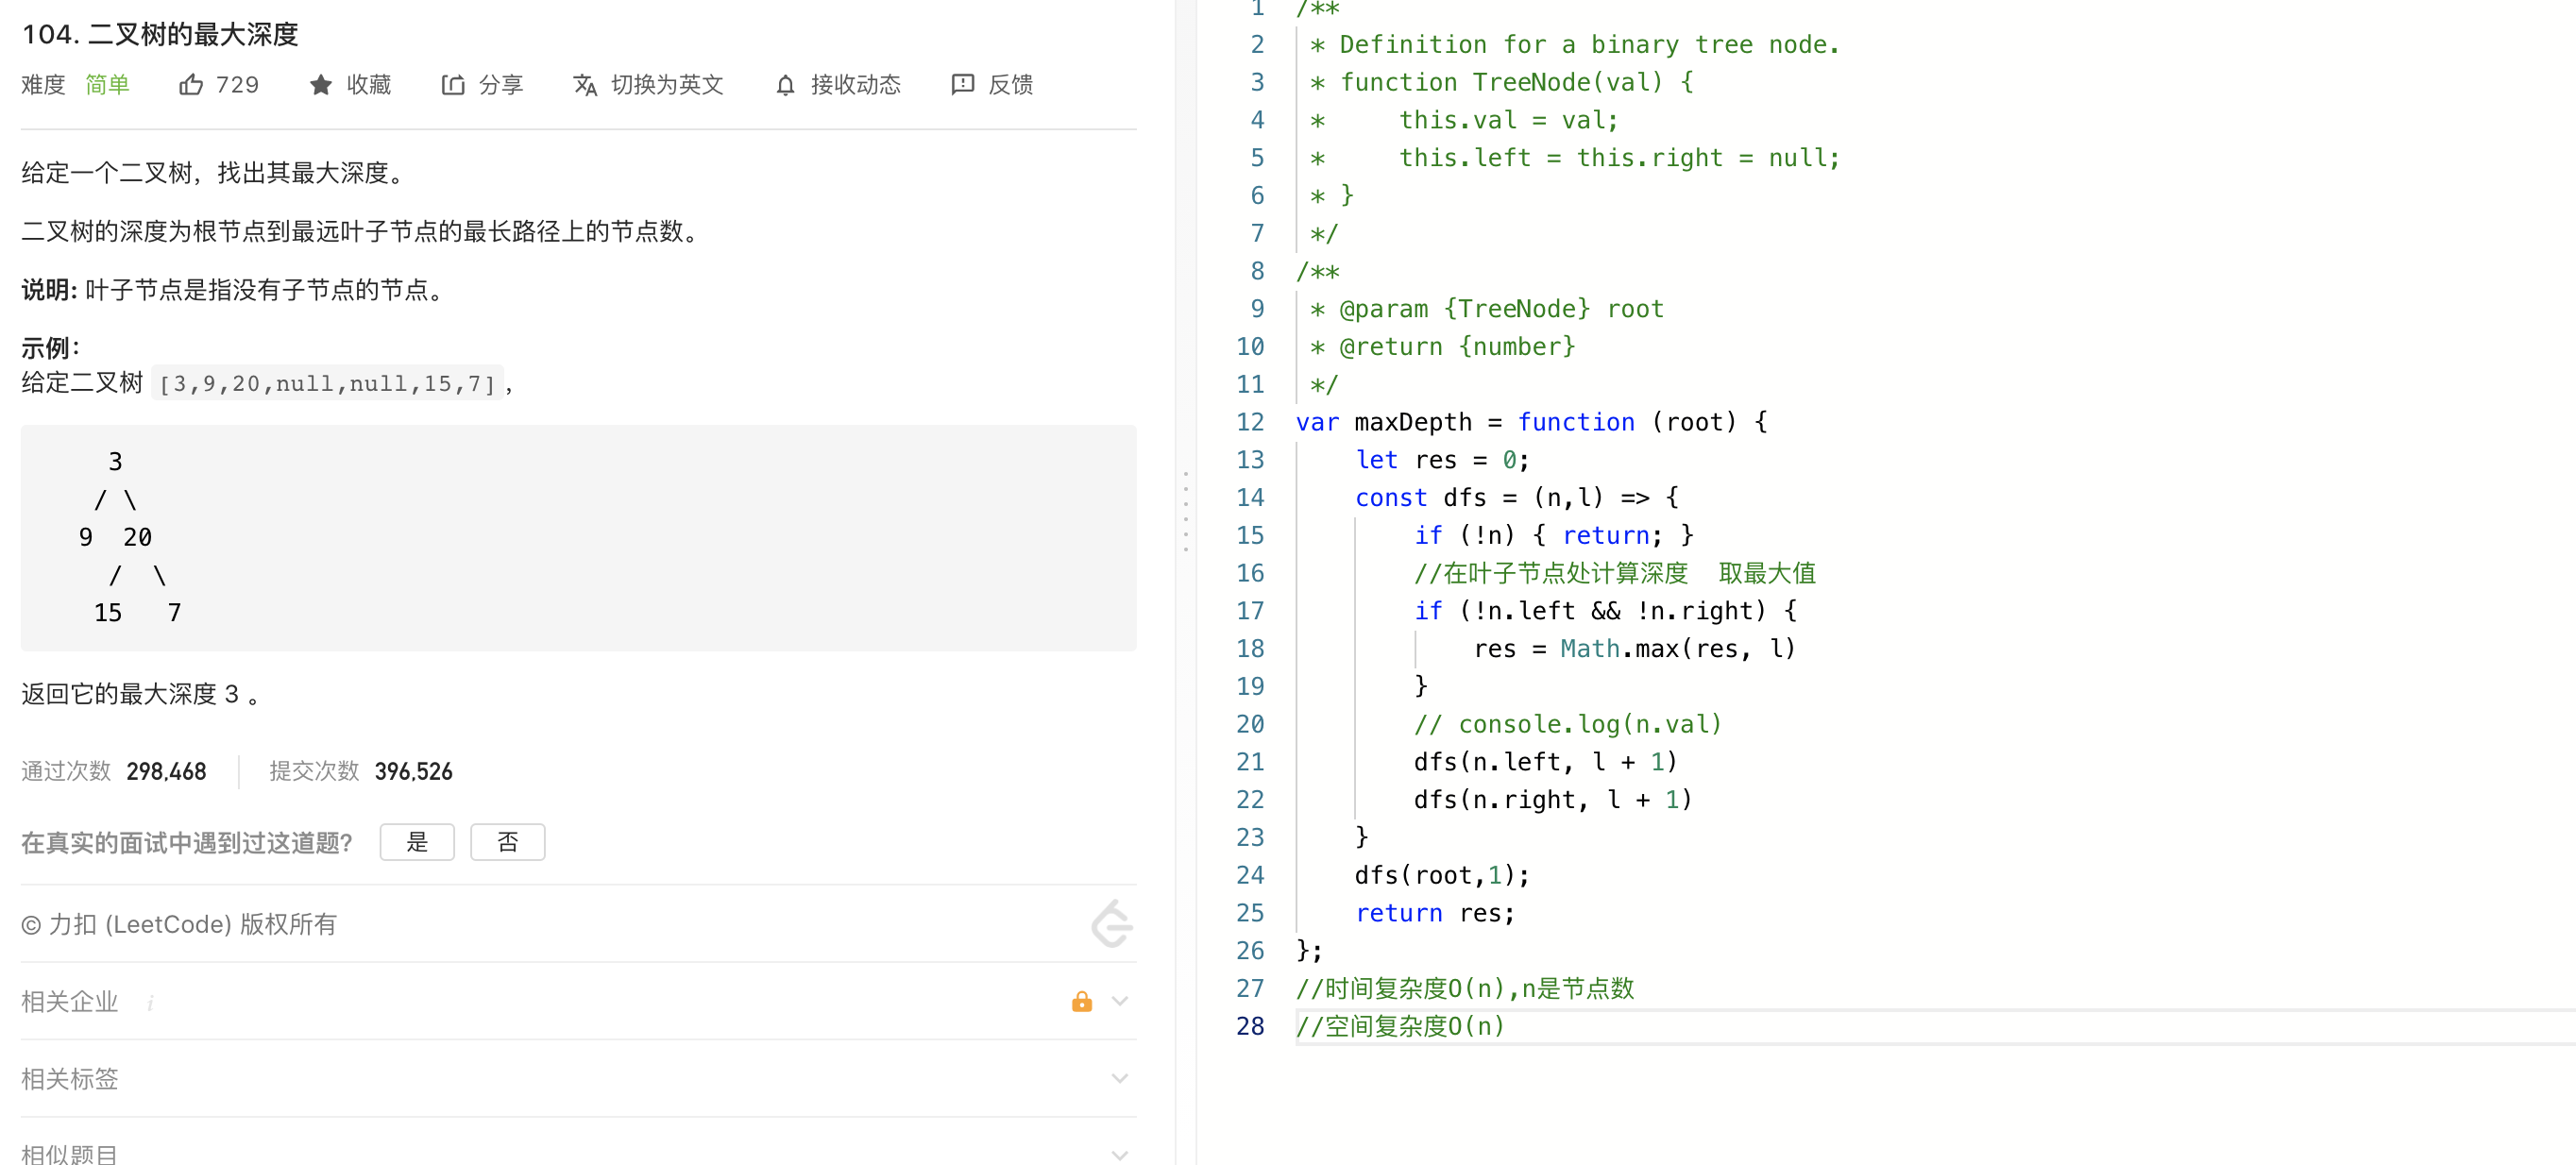 104. 二叉树的最大深度
难度 简单 729 收藏 分享 切换为英文 接收动态 反馈
给定一个二叉树，找出其最大深度。
二叉树的深度为根节点到最远叶子节点的最长路径上的节点数。
说明: 叶子节点是指没有子节点的节点。
示例：
给定二叉树 [3,9,20,null,null,15,7]，
3
/ \
9  20
/  \
15   7
返回它的最大深度 3 。
通过次数 298,468 提交次数 396,526
在真实的面试中遇到过这道题? 是 否
© 力扣 (LeetCode) 版权所有
相关企业 i
相关标签
相似题目
1 /**
2  * Definition for a binary tree node.
3  * function TreeNode(val) {
4  *     this.val = val;
5  *     this.left = this.right = null;
6  * }
7  */
8 /**
9  * @param {TreeNode} root
10  * @return {number}
11  */
12 var maxDepth = function (root) {
13     let res = 0;
14     const dfs = (n,l) => {
15         if (!n) { return; }
16         //在叶子节点处计算深度  取最大值
17         if (!n.left && !n.right) {
18             res = Math.max(res, l)
19         }
20         // console.log(n.val)
21         dfs(n.left, l + 1)
22         dfs(n.right, l + 1)
23     }
24     dfs(root,1);
25     return res;
26 };
27 //时间复杂度O(n),n是节点数
28 //空间复杂度O(n)